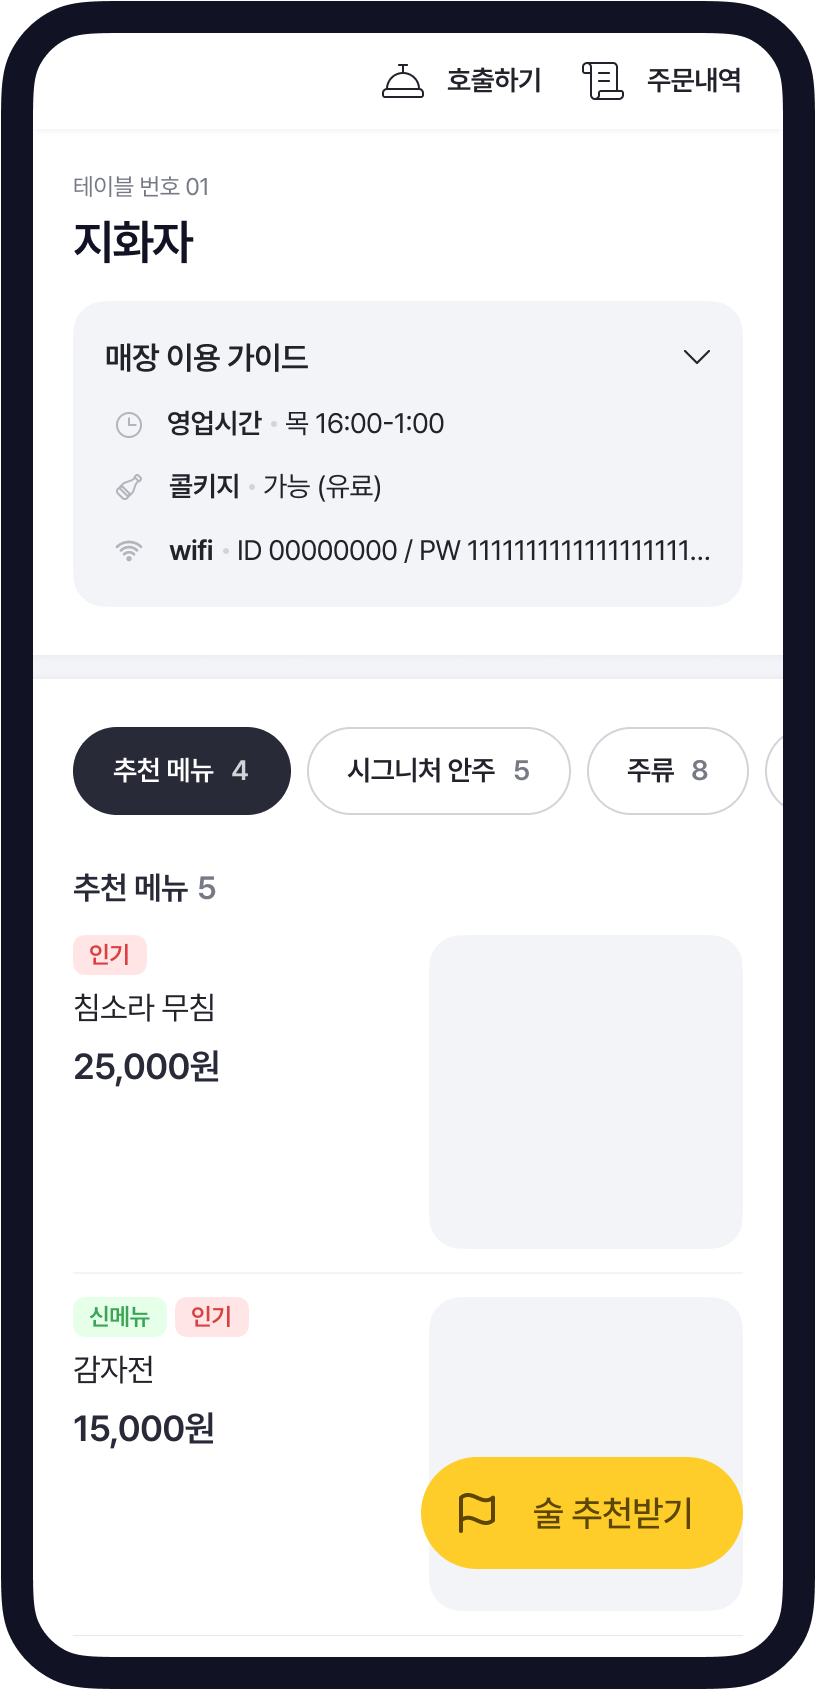 호출하기 주문내역
테이블 번호 01
지화자
매장 이용 가이드
영업시간 • 목 16:00-1:00
콜키지 • 가능 (유료)
wifi • ID 00000000 / PW 1111111111111111111...
추천 메뉴 4 시그니처 안주 5 주류 8
추천 메뉴 5
인기
침소라 무침
25,000원
신메뉴 인기
감자전
15,000원
술 추천받기